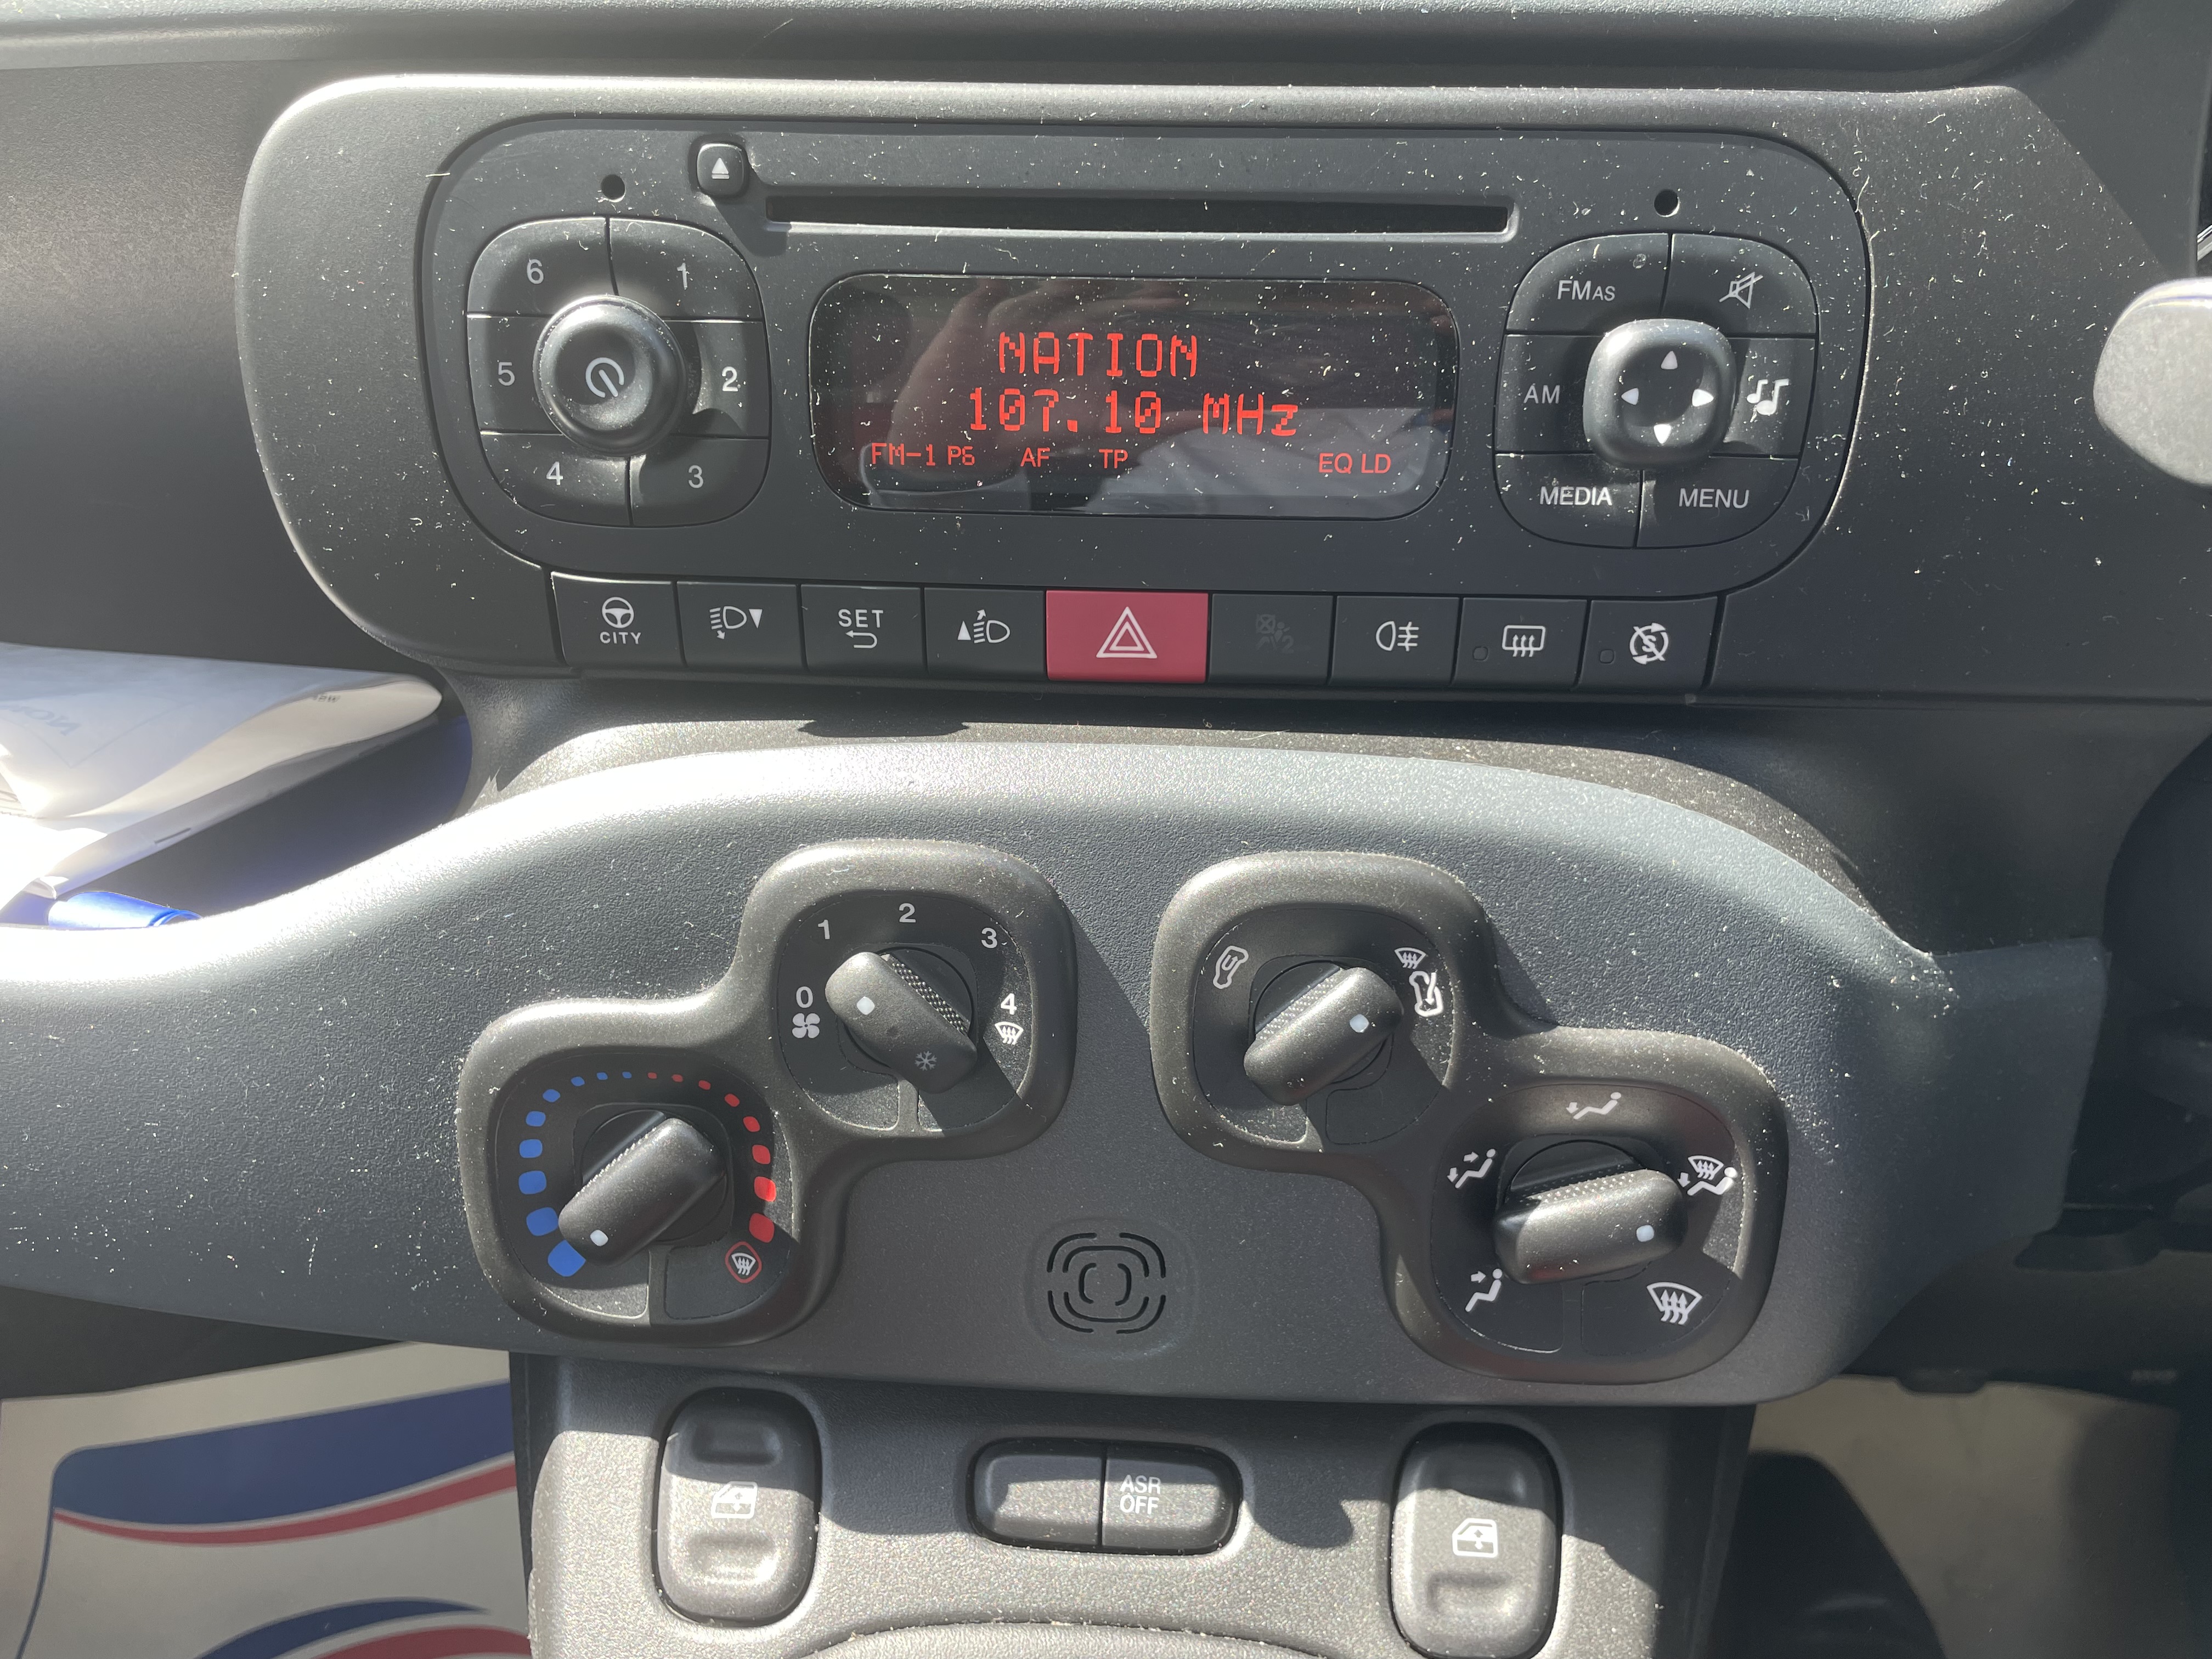 6 1
5 2
4 3
NATION
107.10 MHz
FM-1 P6 AF TP EQ LD
FMAS
AM
MEDIA MENU
CITY
SET
2
0 1 2 3 4
ASR
OFF